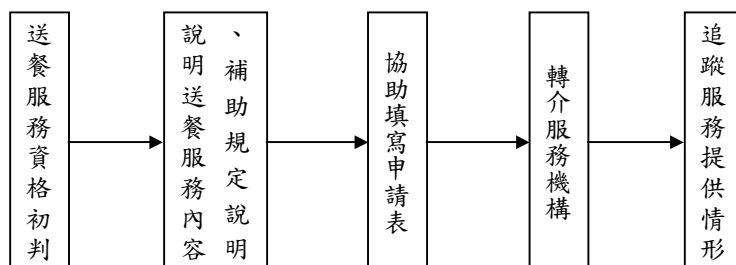 送餐服務資格初判
說明送餐服務內容
、補助規定說明
協助填寫申請表
轉介服務機構
追蹤服務提供情形